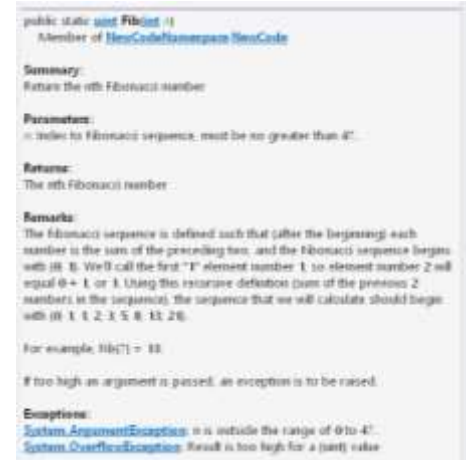 public static uint Fib(int n)
Member of NeoCodeNamespace.NeoCode
Summary:
Return the nth Fibonacci number
Parameters:
n: Index to Fibonacci sequence, must be no greater than
Returns:
The nth Fibonacci number
Remarks:
The Fibonacci sequence is defined such that (after the beginning) each
number is the sum of the preceding two, and the Fibonacci sequence begins
with (0, 1). We'll call the first "1" element number 1, so element number 2 will
equal 0 + 1, or 1. Using this recursive definition (sum of the previous 2
numbers in the sequence), the sequence that we will calculate should begin
with (0, 1, 1, 2, 3, 5, 8, 13, 21).
For example, Fib(7) = 13.
If too high an argument is passed, an exception is to be raised.
Exceptions:
System.ArgumentException: n is outside the range of 0 to
System.OverflowException: Result is too high for a (uint) value